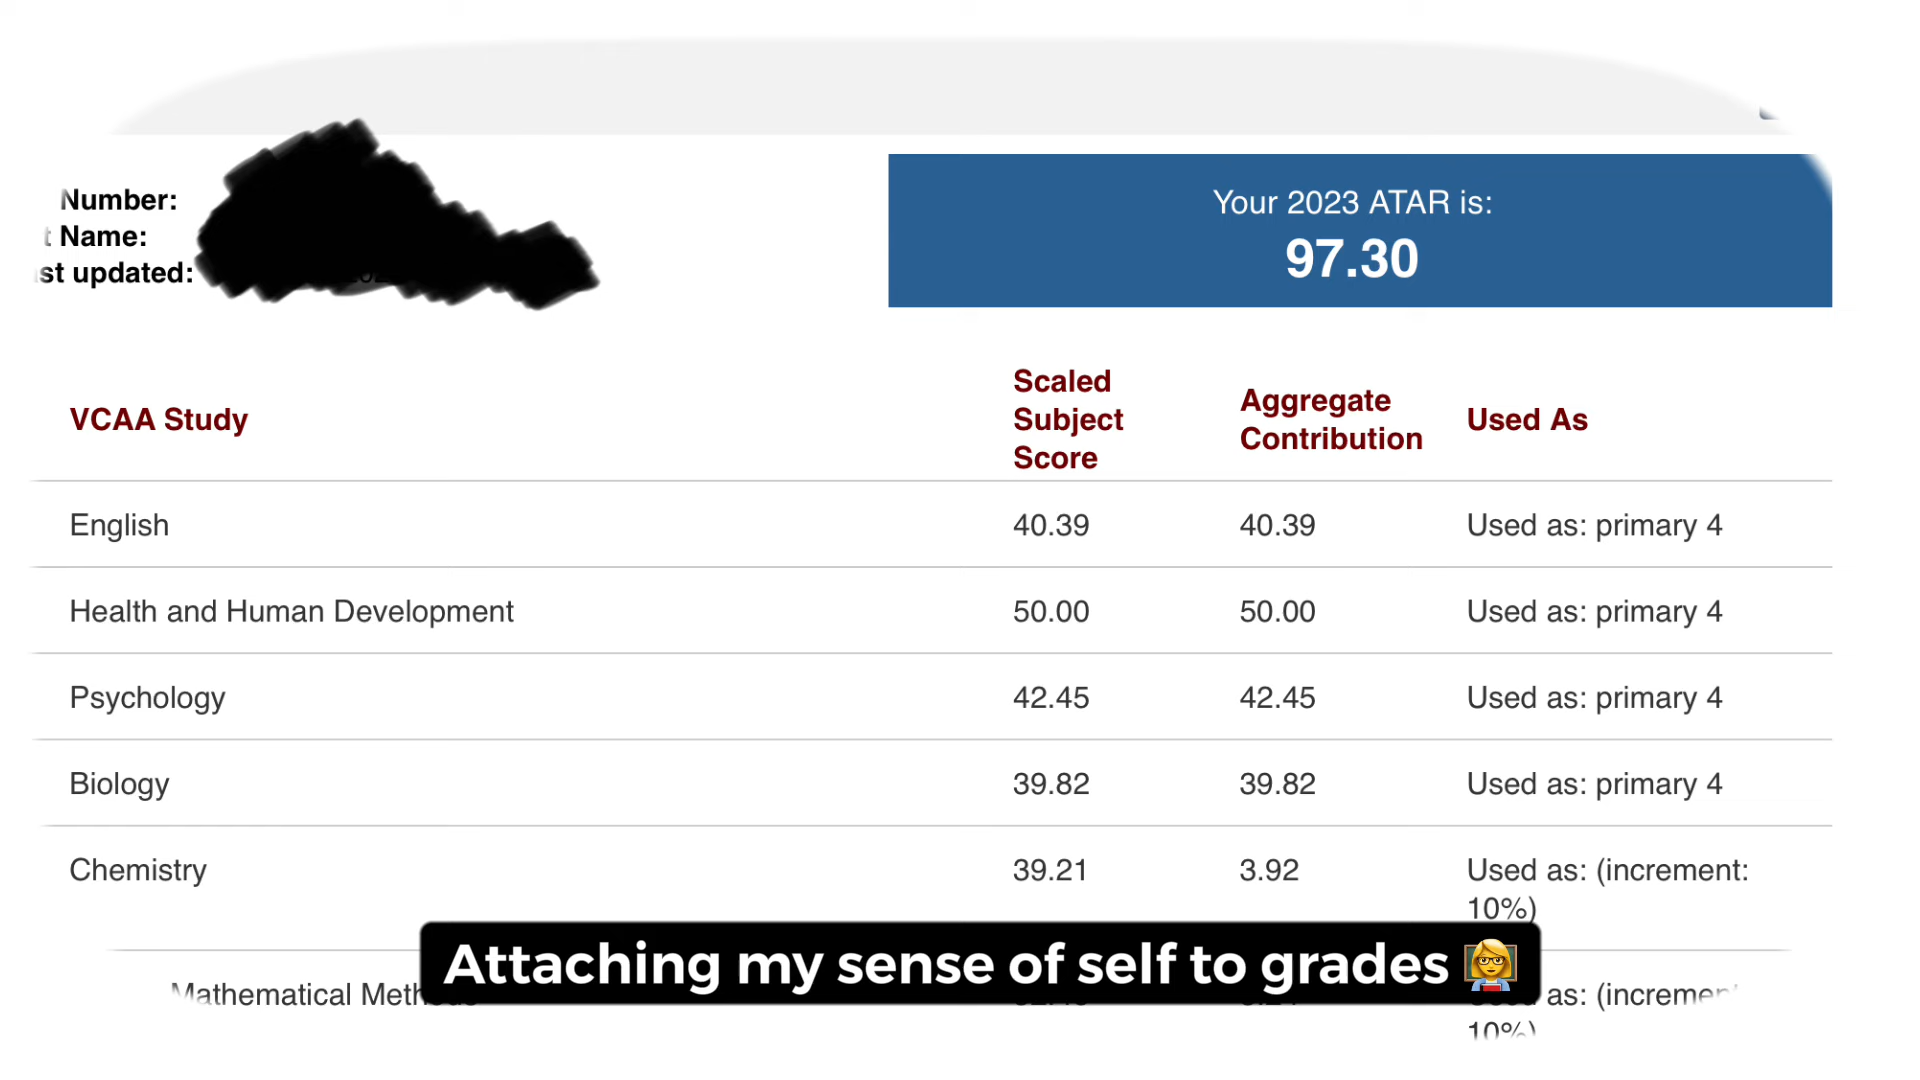 Your 2023 ATAR is:
97.30
Number:
Name:
st updated:
VCAA Study
Scaled Subject Score
Aggregate Contribution
Used As
English 40.39 40.39 Used as: primary 4
Health and Human Development 50.00 50.00 Used as: primary 4
Psychology 42.45 42.45 Used as: primary 4
Biology 39.82 39.82 Used as: primary 4
Chemistry 39.21 3.92 Used as: (increment:
10%)
Attaching my sense of self to grades 👩‍🏫
Mathematical as:
10%)